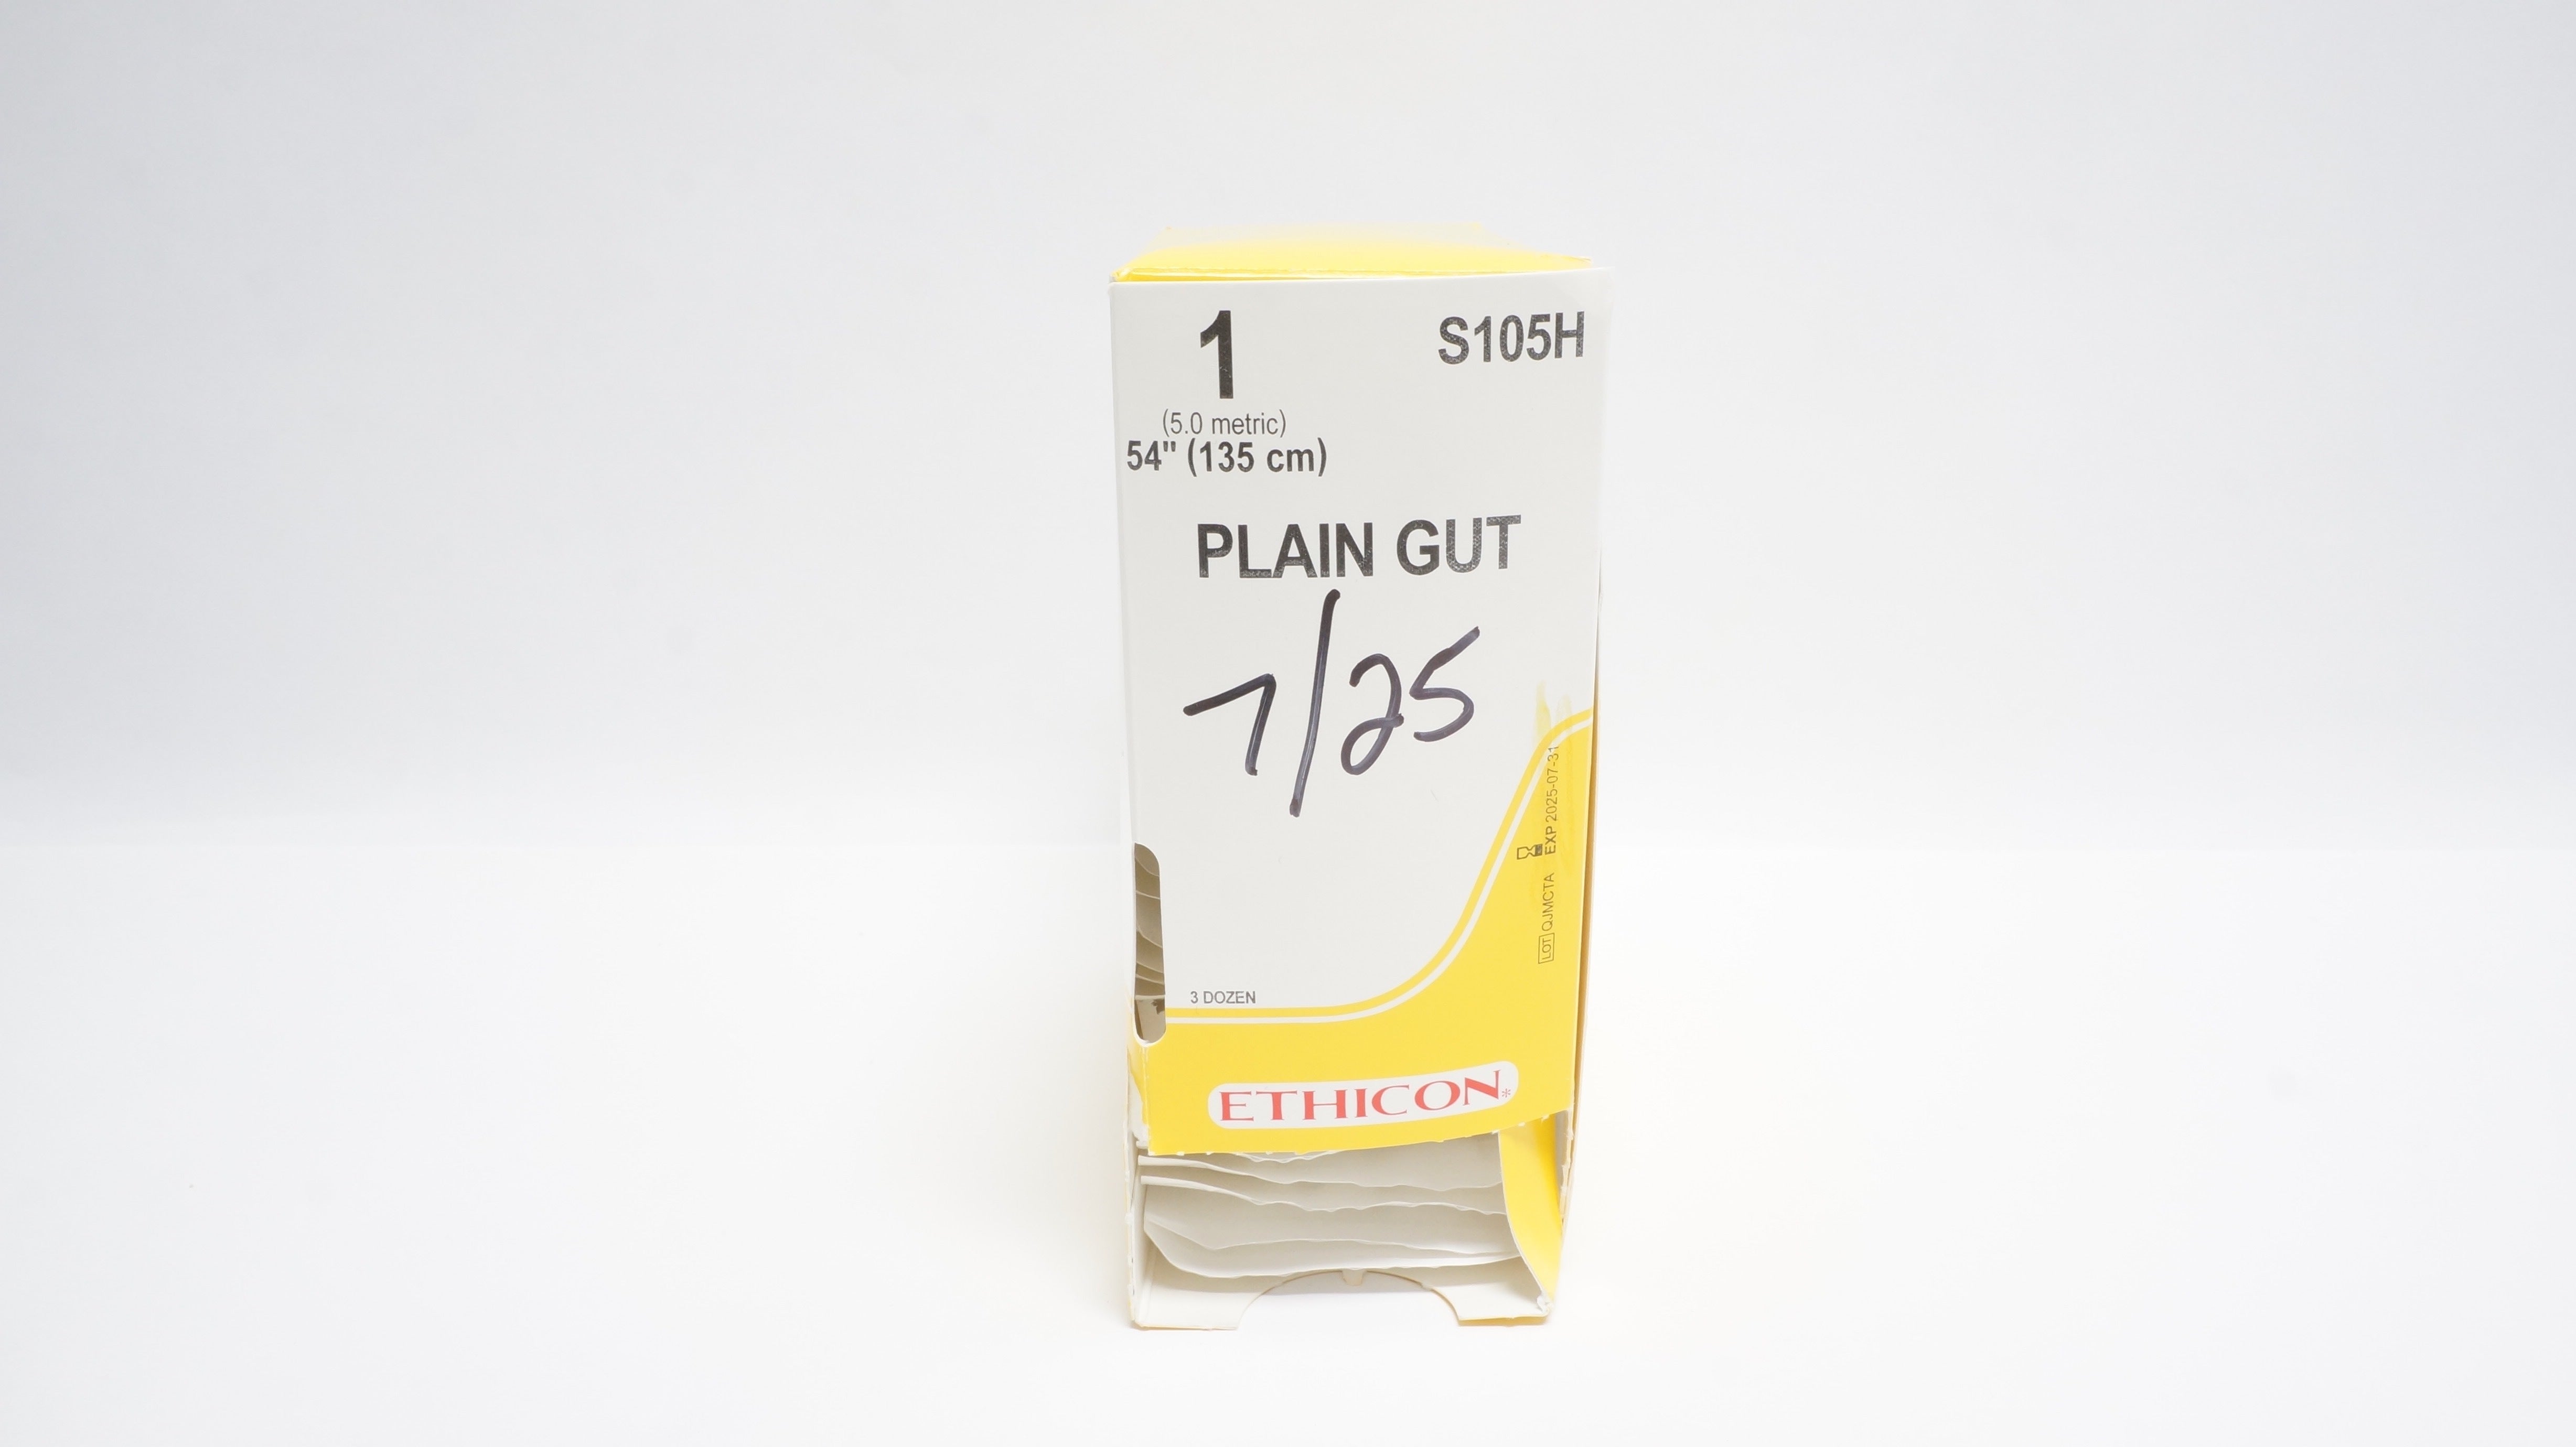 1
S105H
(5.0 metric)
54" (135 cm)
PLAIN GUT
7/25
EXP 2025-07-31
LOT QJMCTA
3 DOZEN
ETHICON*